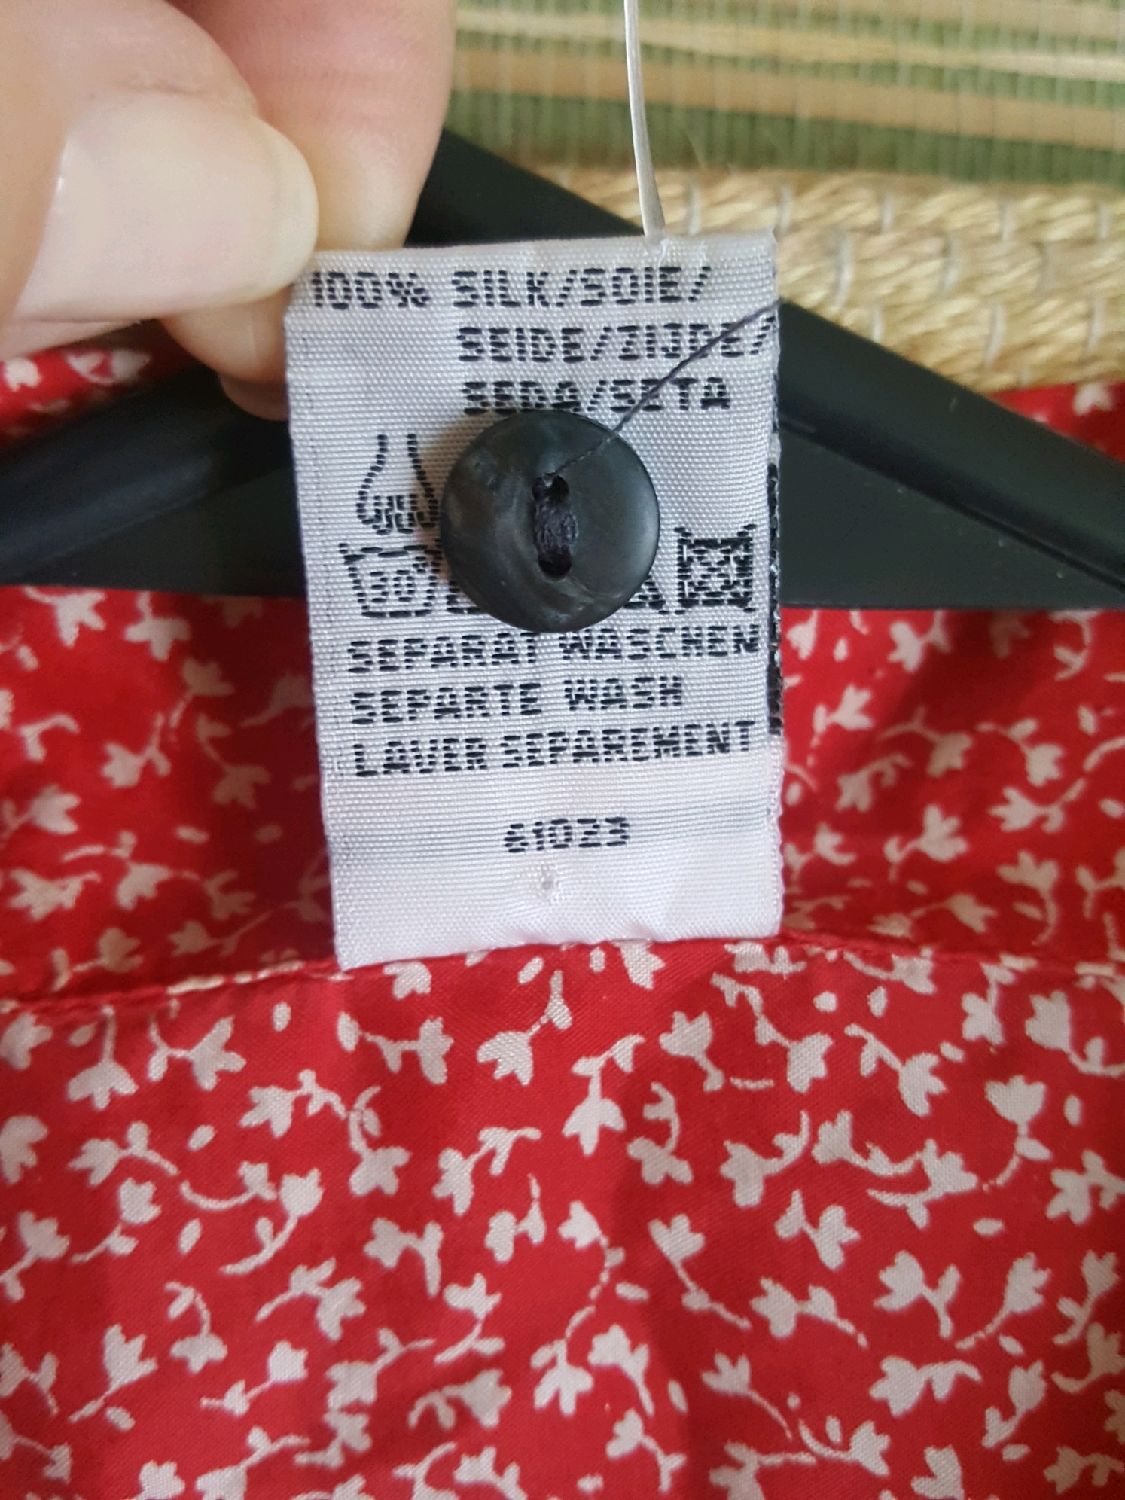 100% SILK/SOIE/
SEIDE/ZIJDE/
SEDA/SETA
30
SEPARAT WASCHEN
SEPARTE WASH
LAVER SEPAREMENT
61023